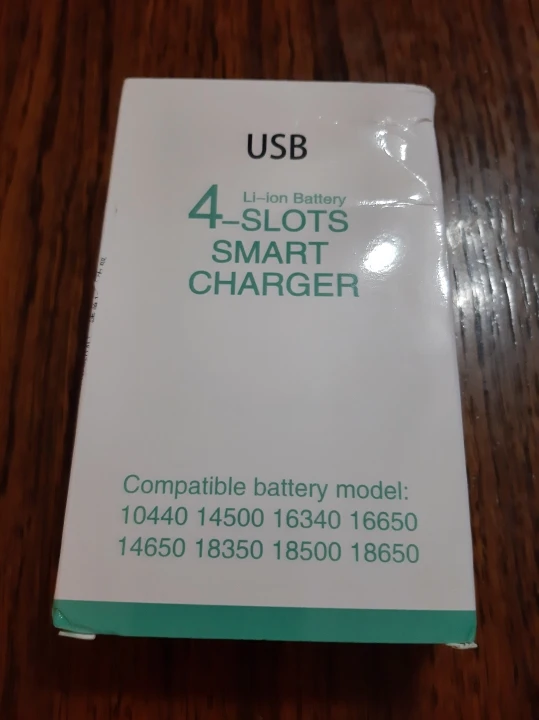 USB
Li-ion Battery
4-SLOTS
SMART
CHARGER
Compatible battery model:
10440 14500 16340 16650
14650 18350 18500 18650